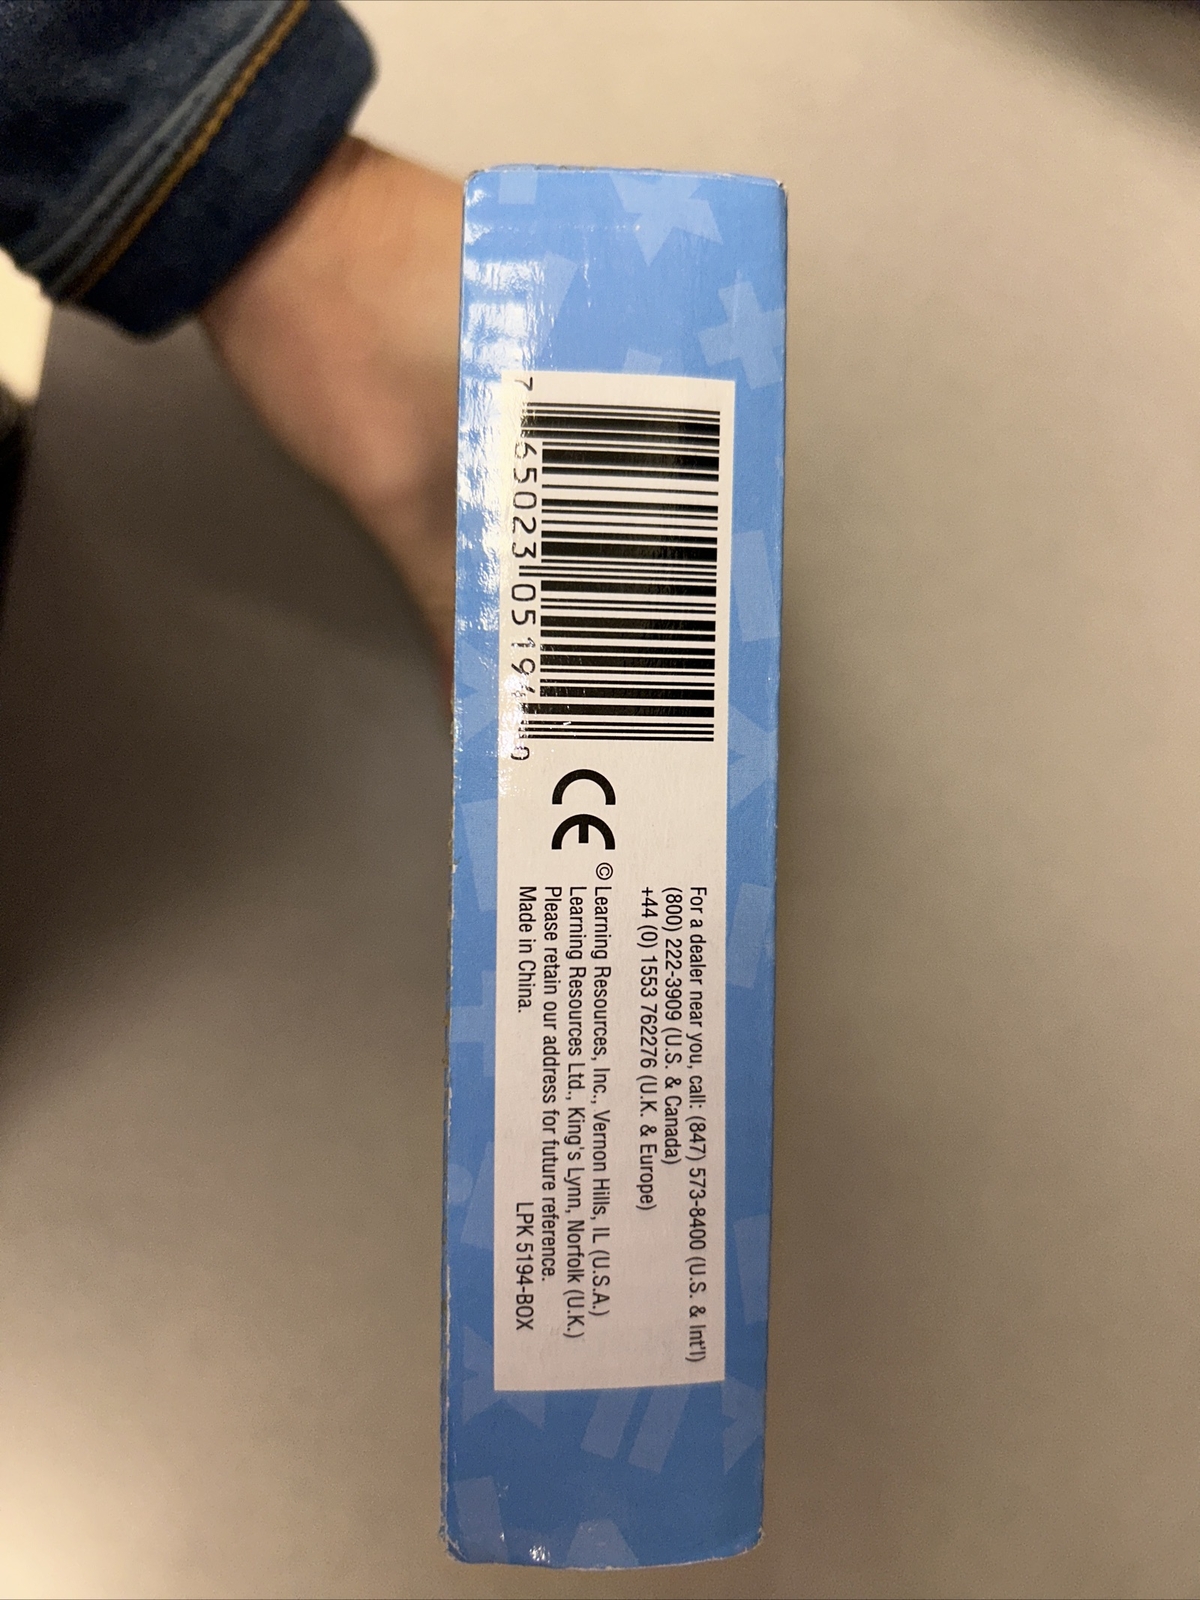 7 65023 05194 0
CE
For a dealer near you, call: (847) 573-8400 (U.S. & Int'l)
(800) 222-3909 (U.S. & Canada)
+44 (0) 1553 762276 (U.K. & Europe)
© Learning Resources, Inc., Vernon Hills, IL (U.S.A.)
Learning Resources Ltd., King's Lynn, Norfolk (U.K.)
Please retain our address for future reference.
Made in China. LPK 5194-BOX